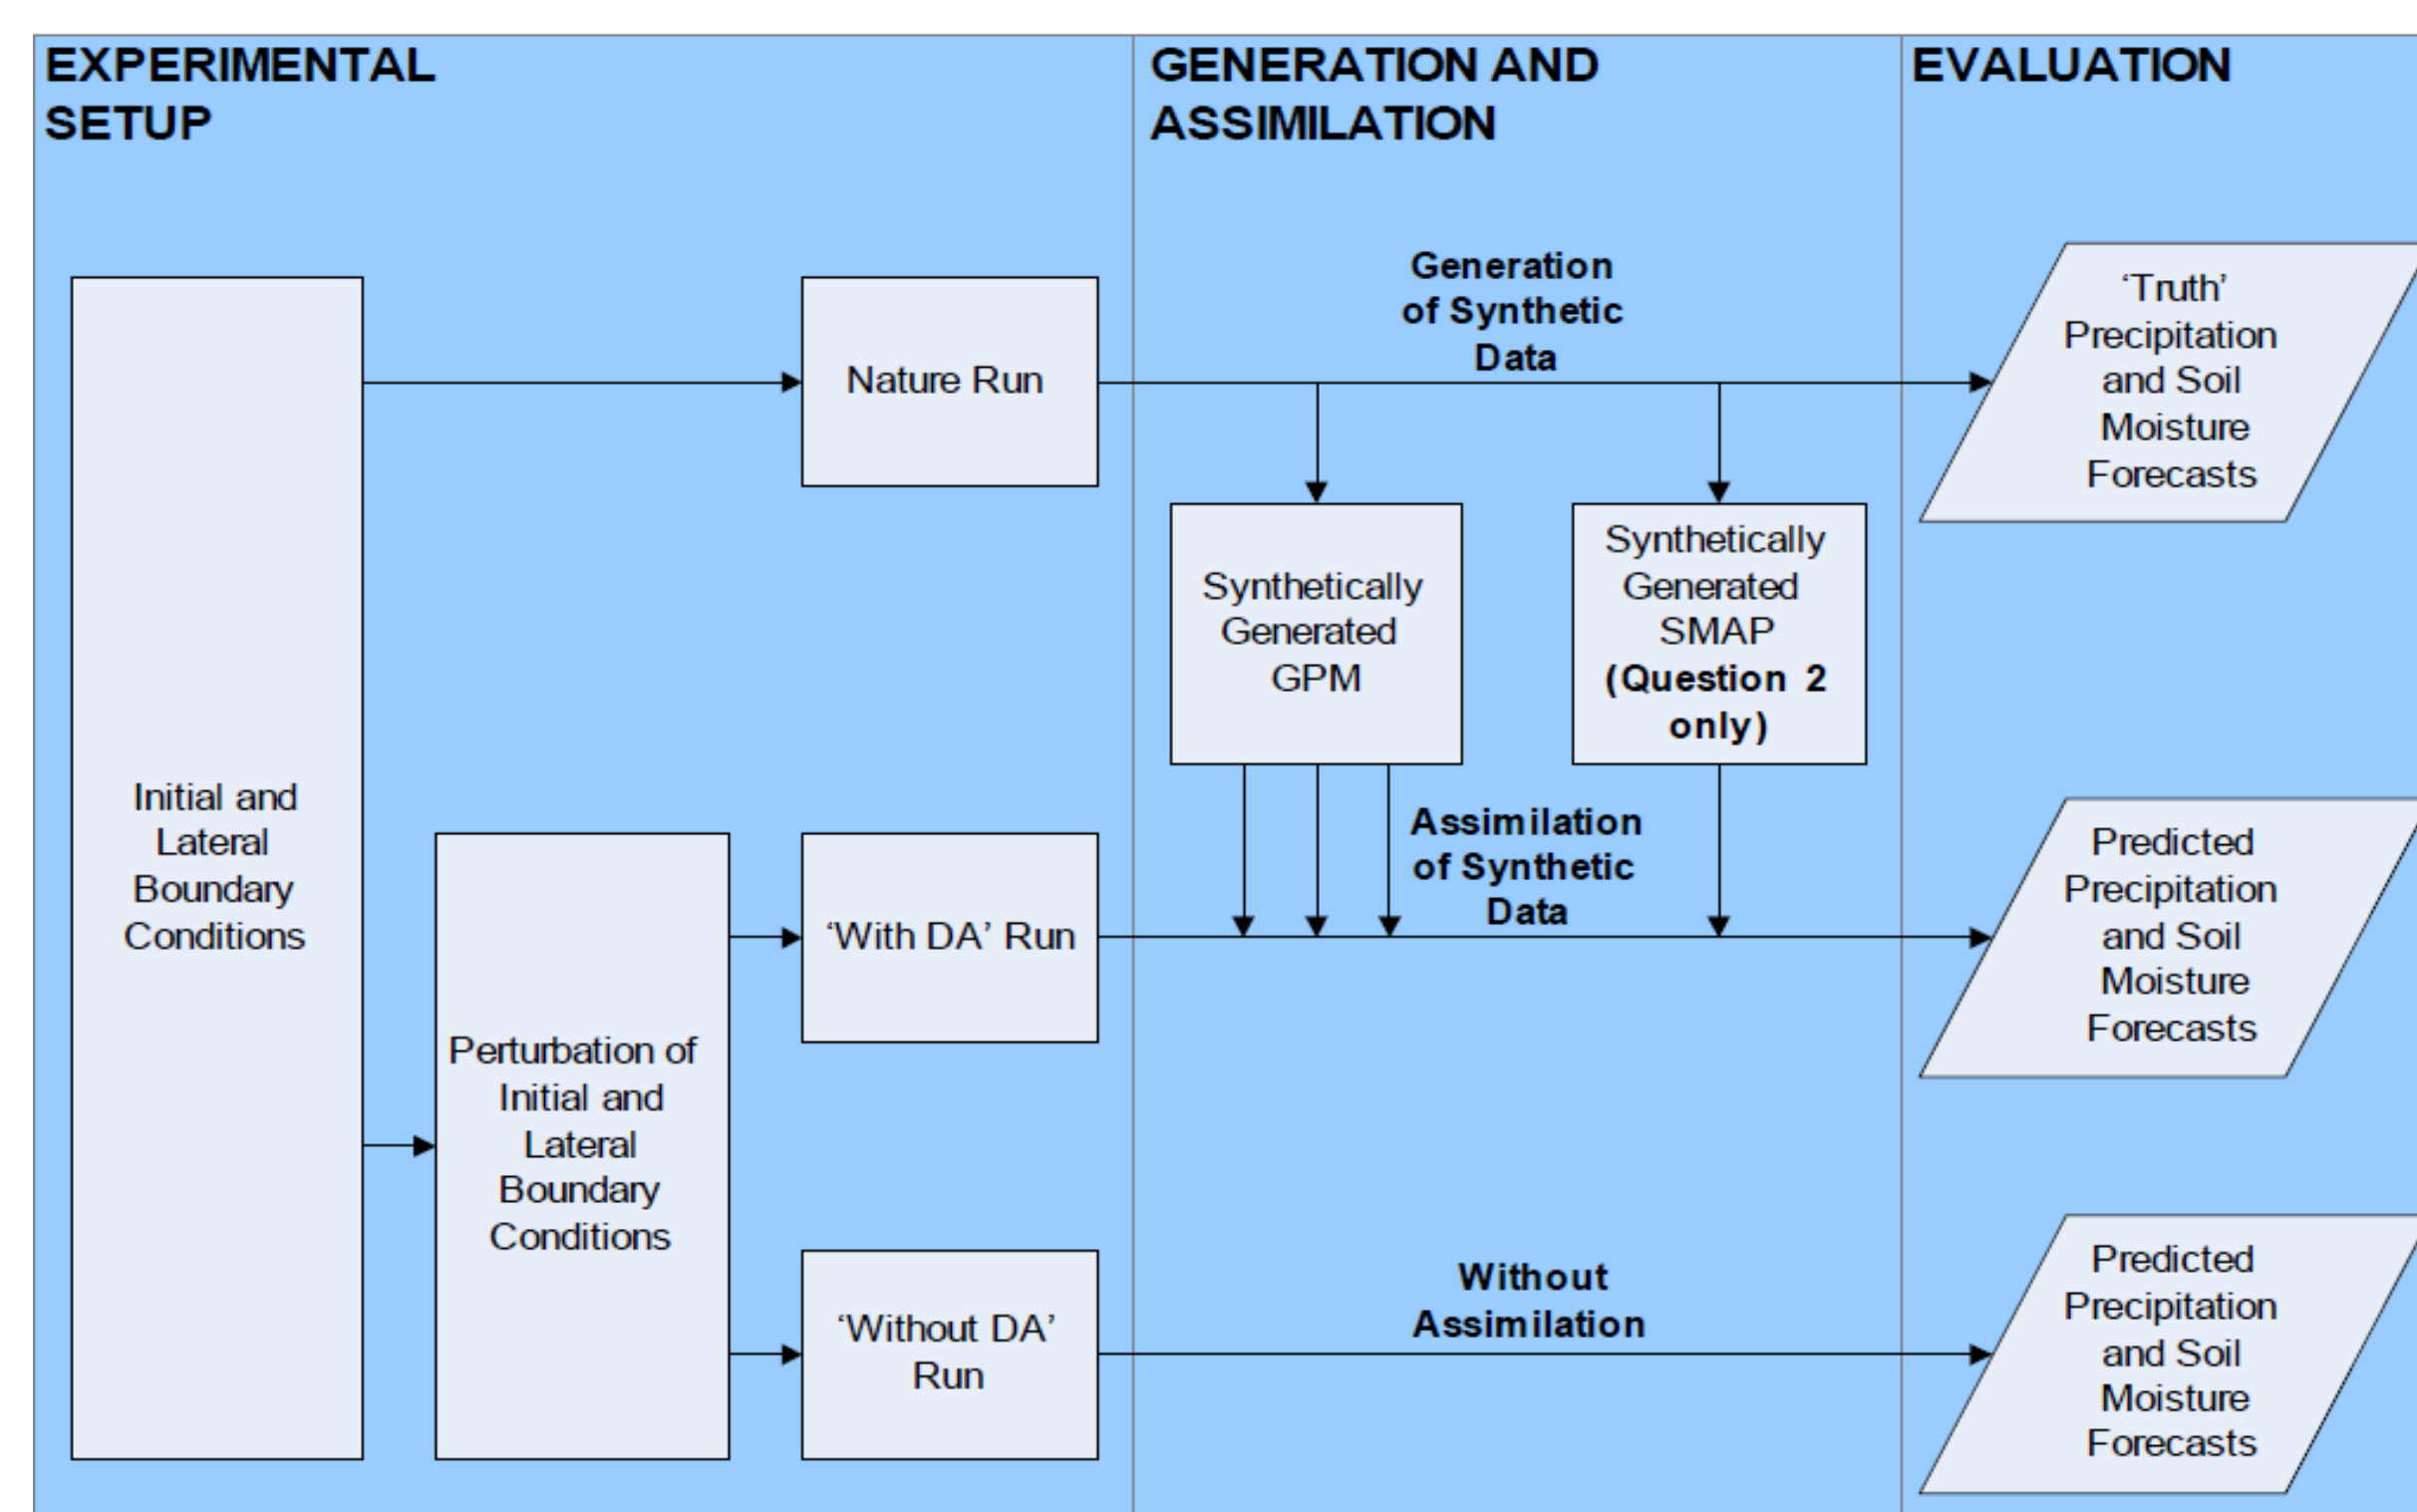 EXPERIMENTAL
SETUP
GENERATION AND
ASSIMILATION
EVALUATION
Initial and
Lateral
Boundary
Conditions
Perturbation of
Initial and
Lateral
Boundary
Conditions
Nature Run
‘With DA’ Run
‘Without DA’
Run
Generation
of Synthetic
Data
Synthetically
Generated
GPM
Synthetically
Generated
SMAP
(Question 2
only)
Assimilation
of Synthetic
Data
Without
Assimilation
‘Truth’
Precipitation
and Soil
Moisture
Forecasts
Predicted
Precipitation
and Soil
Moisture
Forecasts
Predicted
Precipitation
and Soil
Moisture
Forecasts